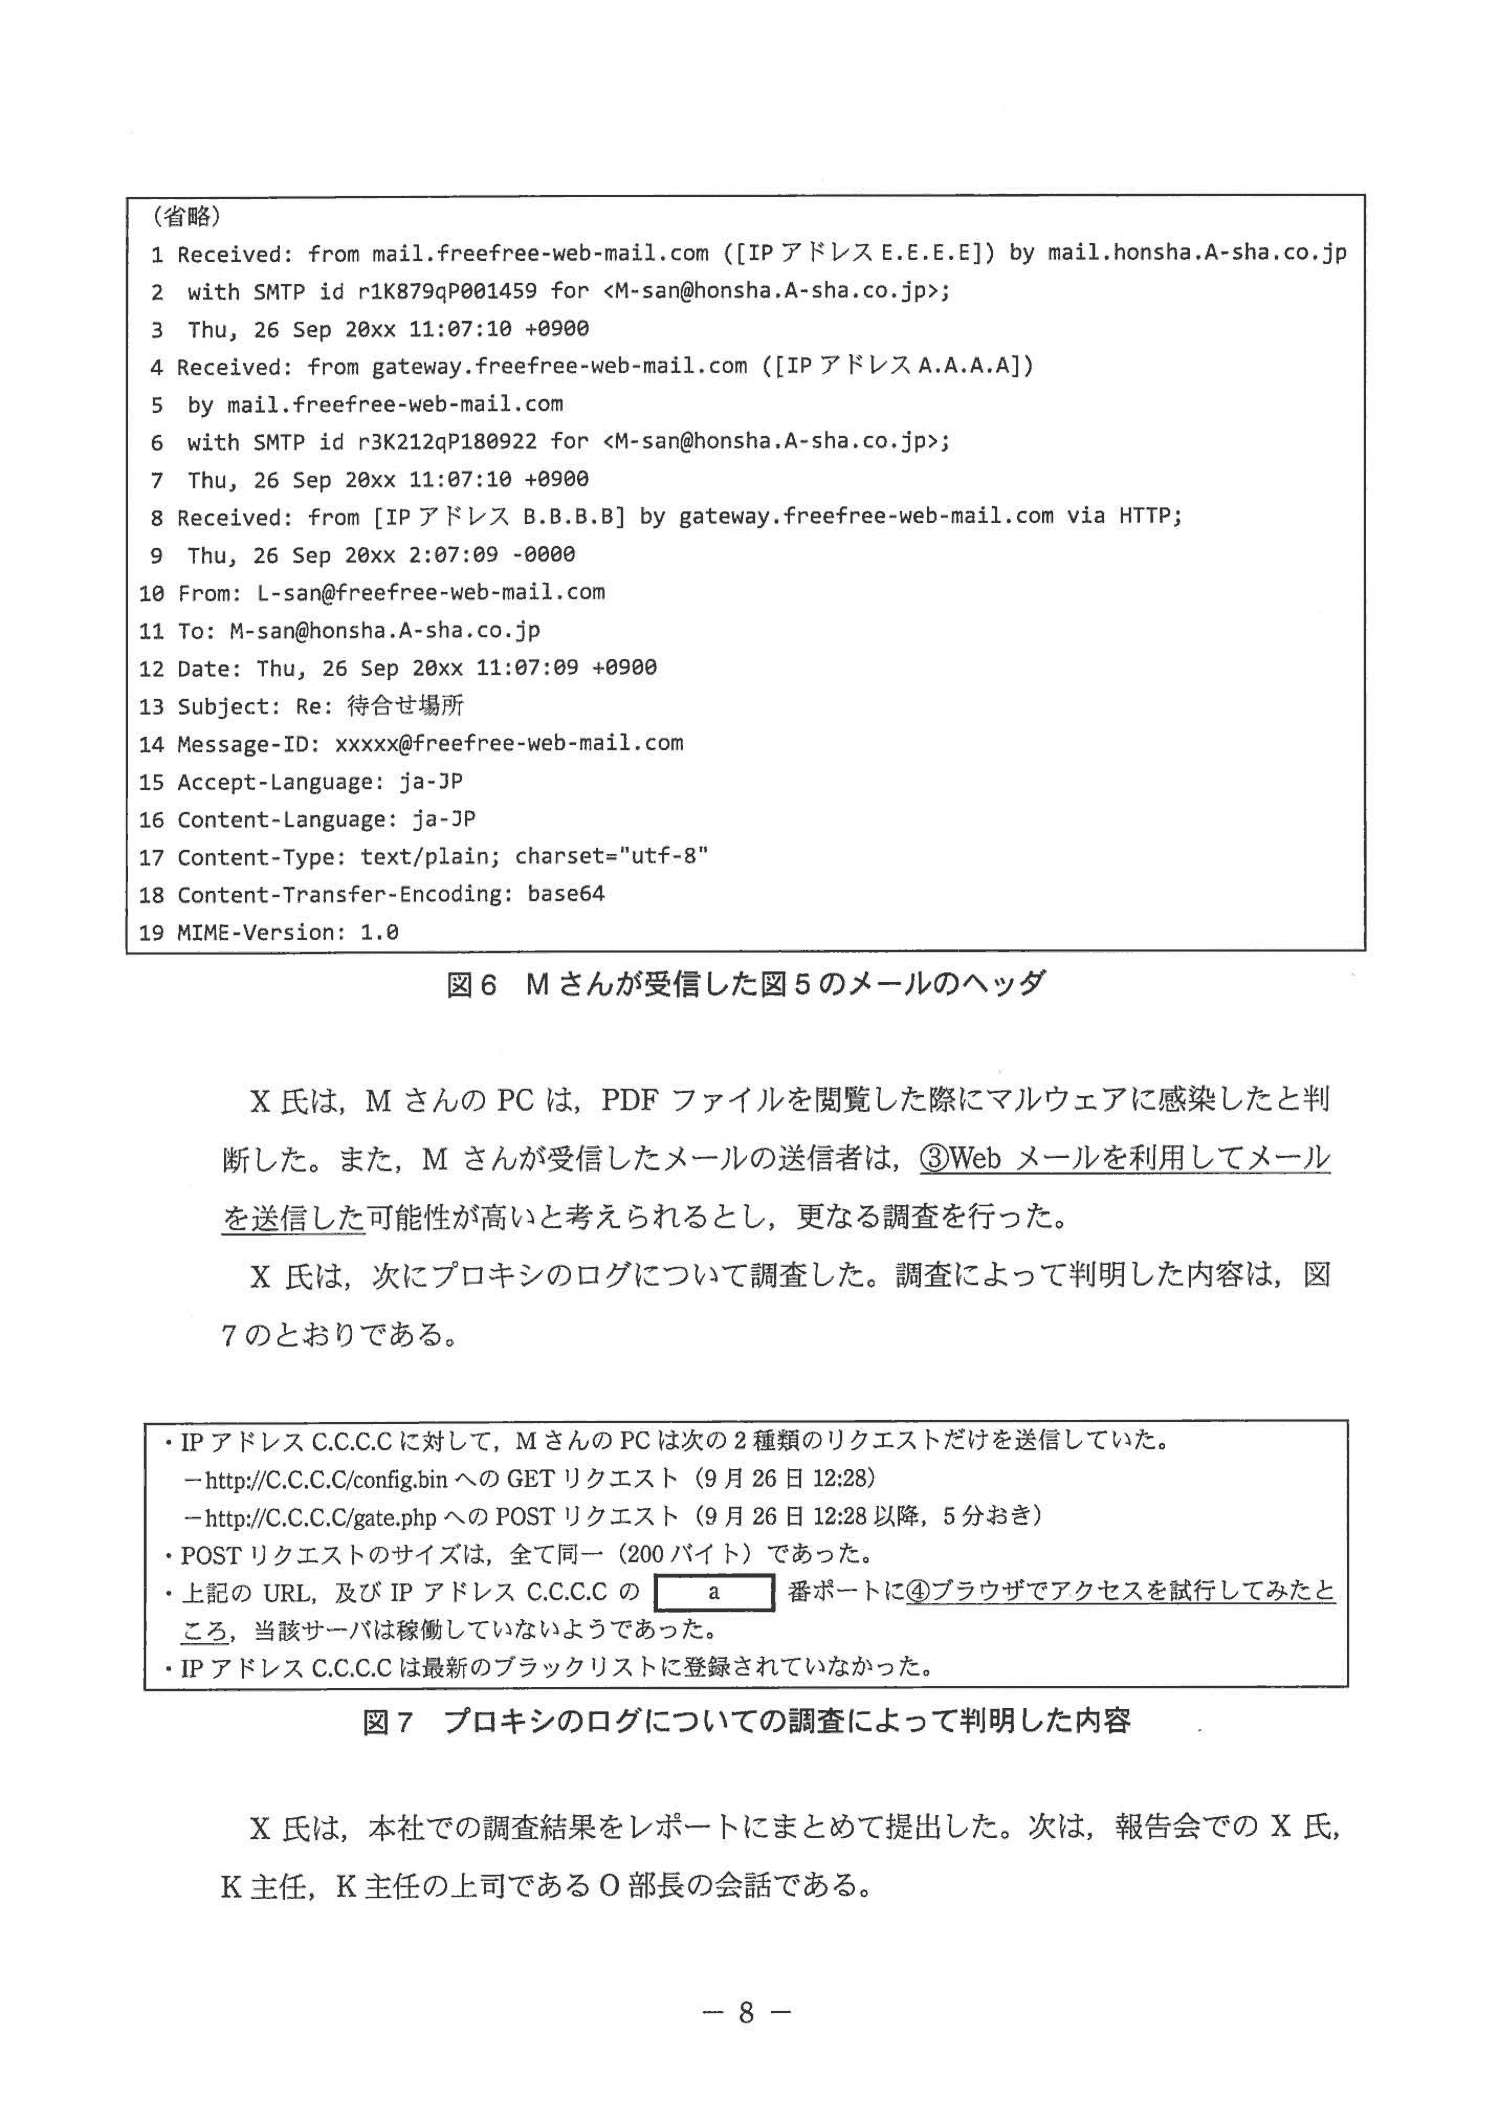 （省略）
1 Received: from mail.freefree-web-mail.com ([IP アドレス E.E.E.E]) by mail.honsha.A-sha.co.jp
2 with SMTP id r1K879qP001459 for <M-san@honsha.A-sha.co.jp>;
3 Thu, 26 Sep 20xx 11:07:10 +0900
4 Received: from gateway.freefree-web-mail.com ([IP アドレス A.A.A.A])
5 by mail.freefree-web-mail.com
6 with SMTP id r3K212qP180922 for <M-san@honsha.A-sha.co.jp>;
7 Thu, 26 Sep 20xx 11:07:10 +0900
8 Received: from [IP アドレス B.B.B.B] by gateway.freefree-web-mail.com via HTTP;
9 Thu, 26 Sep 20xx 2:07:09 -0000
10 From: L-san@freefree-web-mail.com
11 To: M-san@honsha.A-sha.co.jp
12 Date: Thu, 26 Sep 20xx 11:07:09 +0900
13 Subject: Re: 待合せ場所
14 Message-ID: xxxxx@freefree-web-mail.com
15 Accept-Language: ja-JP
16 Content-Language: ja-JP
17 Content-Type: text/plain; charset="utf-8"
18 Content-Transfer-Encoding: base64
19 MIME-Version: 1.0
図６　M さんが受信した図５のメールのヘッダ
X 氏は，M さんの PC は，PDF ファイルを閲覧した際にマルウェアに感染したと判
断した。また，M さんが受信したメールの送信者は，③Web メールを利用してメール
を送信した可能性が高いと考えられるとし，更なる調査を行った。
X 氏は，次にプロキシのログについて調査した。調査によって判明した内容は，図
7 のとおりである。
・IP アドレス C.C.C.C に対して，M さんの PC は次の 2 種類のリクエストだけを送信していた。
－http://C.C.C.C/config.bin への GET リクエスト（9 月 26 日 12:28）
－http://C.C.C.C/gate.php への POST リクエスト（9 月 26 日 12:28 以降，5 分おき）
・POST リクエストのサイズは，全て同一（200 バイト）であった。
・上記の URL，及び IP アドレス C.C.C.C の a 番ポートに④ブラウザでアクセスを試行してみたと
ころ，当該サーバは稼働していないようであった。
・IP アドレス C.C.C.C は最新のブラックリストに登録されていなかった。
図７　プロキシのログについての調査によって判明した内容
X 氏は，本社での調査結果をレポートにまとめて提出した。次は，報告会での X 氏，
K 主任，K 主任の上司である O 部長の会話である。
－ 8 －